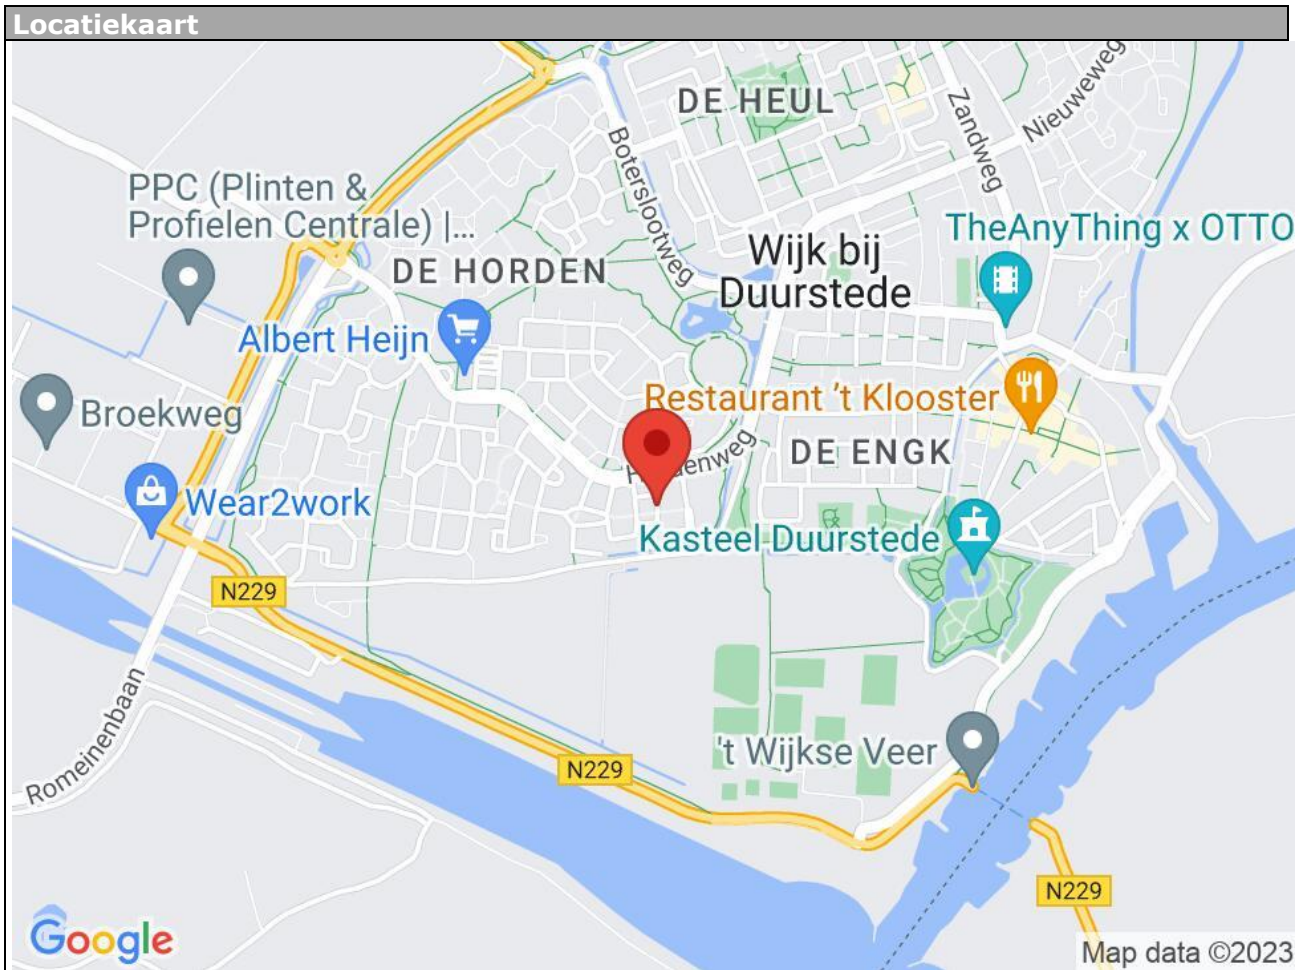 Locatiekaart
DE HEUL
Zandweg
Nieuweweg
Boterslootweg
PPC (Plinten &
Profielen Centrale) |...
TheAnyThing x OTTO
Wijk bij
Duurstede
DE HORDEN
Albert Heijn
Restaurant 't Klooster
Broekweg
DE ENGK
Wear2work
Kasteel Duurstede
N229
Romeinenbaan
't Wijkse Veer
N229
N229
Google
Map data ©2023